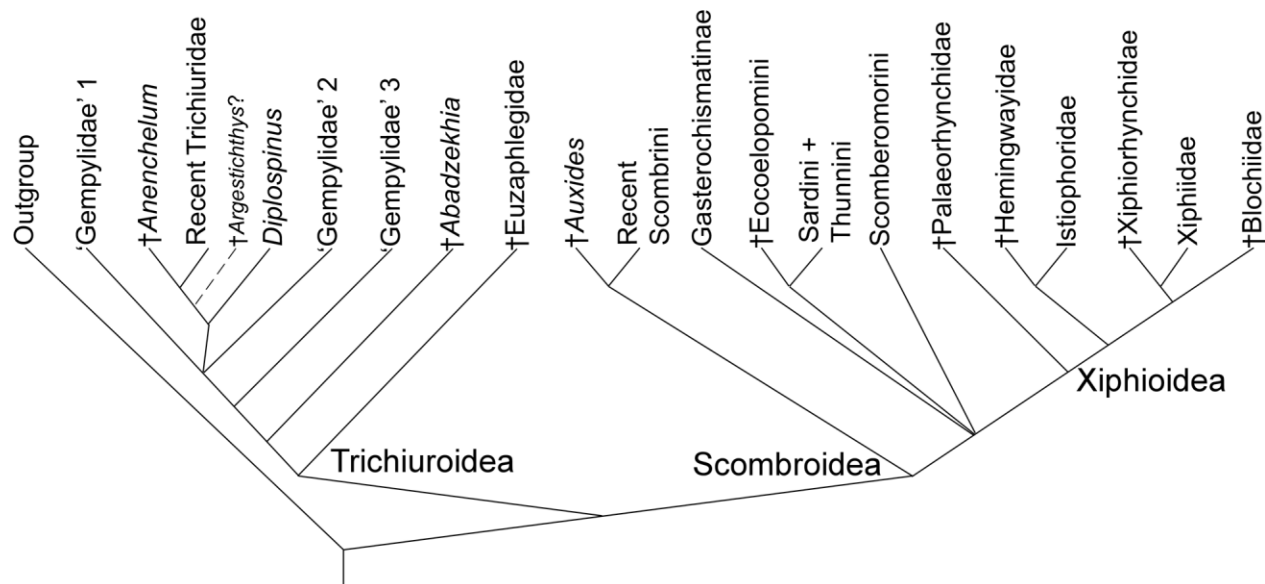 Outgroup
‘Gempylidae’ 1
†Anenchelum
Recent Trichiuridae
†Argestichthys?
Diplospinus
‘Gempylidae’ 2
‘Gempylidae’ 3
†Abadzekhia
†Euzaphlegidae
†Auxides
Recent
Scombrini
Gasterochismatinae
†Eocoelopomini
Sardini +
Thunnini
Scomberomorini
†Palaeorhynchidae
†Hemingwayidae
Istiophoridae
†Xiphiorhynchidae
Xiphiidae
†Blochiidae
Xiphioidea
Trichiuroidea
Scombroidea